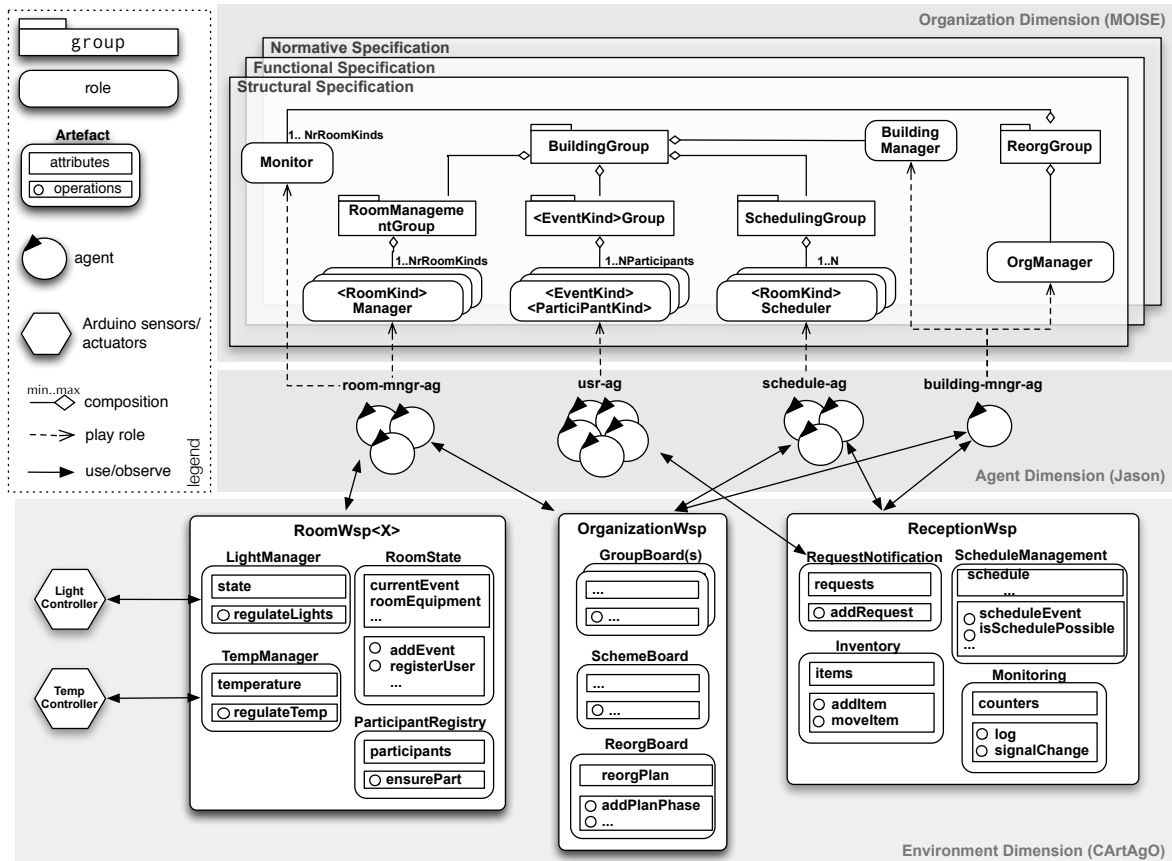 group
role
Artefact
attributes
operations
agent
Arduino sensors/
actuators
min..max
composition
play role
use/observe
legend
Organization Dimension (MOISE)
Normative Specification
Functional Specification
Structural Specification
1.. NrRoomKinds
Monitor
BuildingGroup
Building
Manager
ReorgGroup
RoomManageme
ntGroup
<EventKind>Group
SchedulingGroup
1..NrRoomKinds
1..NParticipants
1..N
OrgManager
<RoomKind>
Manager
<EventKind>
<ParticiPantKind>
<RoomKind>
Scheduler
room-mngr-ag
usr-ag
schedule-ag
building-mngr-ag
Agent Dimension (Jason)
RoomWsp<X>
LightManager
state
regulateLights
TempManager
temperature
regulateTemp
RoomState
currentEvent
roomEquipment
...
addEvent
registerUser
...
ParticipantRegistry
participants
ensurePart
Light
Controller
Temp
Controller
OrganizationWsp
GroupBoard(s)
...
...
SchemeBoard
...
...
ReorgBoard
reorgPlan
addPlanPhase
...
ReceptionWsp
RequestNotification
requests
addRequest
Inventory
items
addItem
moveItem
ScheduleManagement
schedule
...
scheduleEvent
isSchedulePossible
...
Monitoring
counters
log
signalChange
Environment Dimension (CArtAgO)